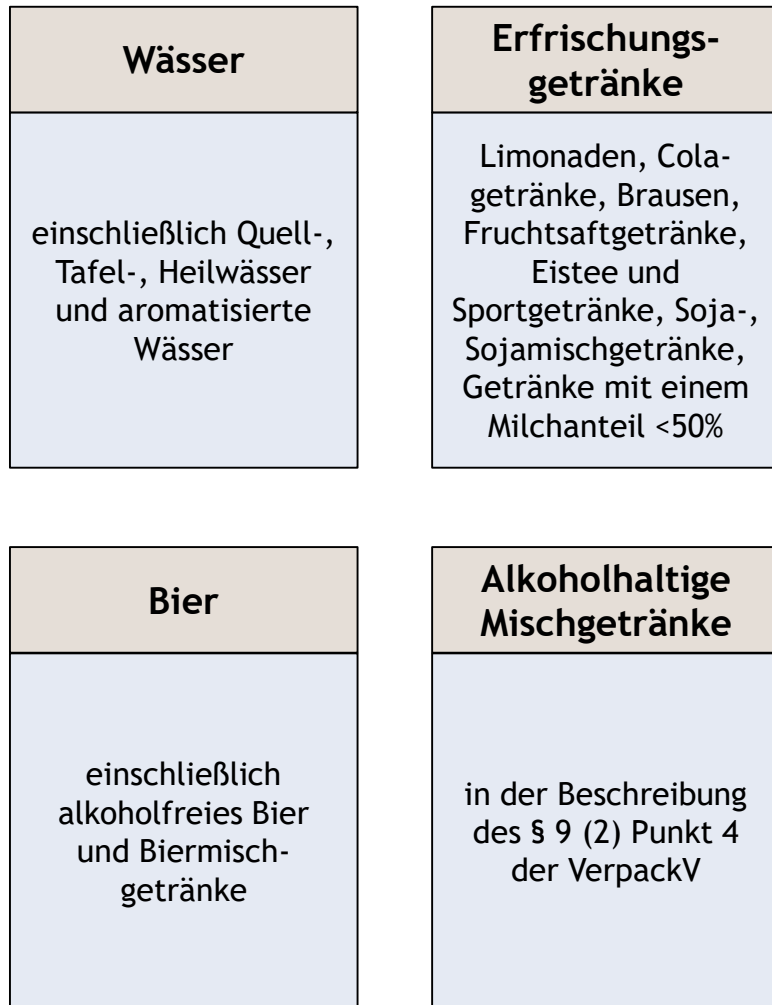 Wässer
einschließlich Quell-,
Tafel-, Heilwässer
und aromatisierte
Wässer
Erfrischungs-
getränke
Limonaden, Cola-
getränke, Brausen,
Fruchtsaftgetränke,
Eistee und
Sportgetränke, Soja-,
Sojamischgetränke,
Getränke mit einem
Milchanteil <50%
Bier
einschließlich
alkoholfreies Bier
und Biermisch-
getränke
Alkoholhaltige
Mischgetränke
in der Beschreibung
des § 9 (2) Punkt 4
der VerpackV